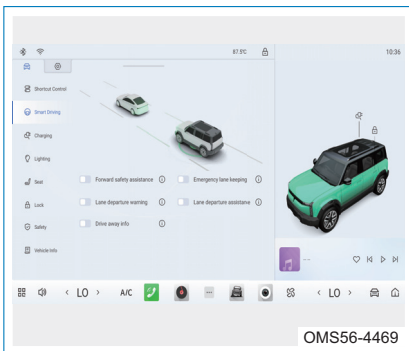 87.5℃
10:36
Shortcut Control
Smart Driving
Charging
Lighting
Seat
Lock
Safety
Vehicle Info
Forward safety assistance
Emergency lane keeping
Lane departure warning
Lane departure assistance
Drive away info
--
< LO >
A/C
< LO >
OMS56-4469